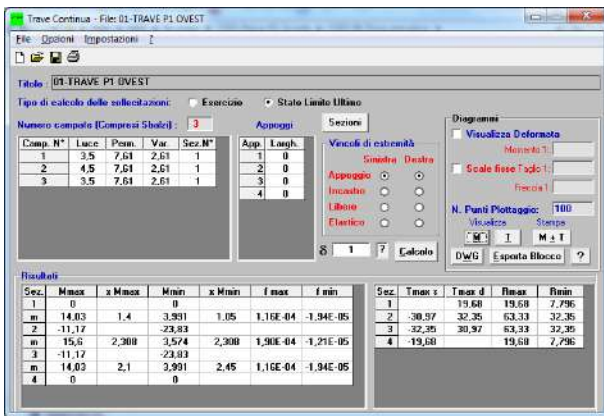 Trave Continua - File: 01-TRAVE P1 OVEST
File Opzioni Impostazioni ?
Titolo : 01-TRAVE P1 OVEST
Tipo di calcolo delle sollecitazioni: Esercizio Stato Limite Ultimo
Numero campate (Compresi Sbalzi) : 3 Appoggi Sezioni
Camp. N° Luce Perm. Var. Sez.N°
1 3,5 7,61 2,61 1
2 4,5 7,61 2,61 1
3 3,5 7,61 2,61 1
App. Largh.
1 0
2 0
3 0
4 0
Vincoli di estremità
Sinistra Destra
Appoggio
Incastro
Libero
Elastico
δ 1 ? Calcolo
Diagrammi
Visualizza Deformata
Momento 1:
Scale fisse Taglio 1:
Freccia 1:
N. Punti Plottaggio: 100
Visualizza Stampa
M T M + T
DWG Esporta Blocco ?
Risultati
Sez. Mmax x Mmax Mmin x Mmin f max f min
1 0 0
m 14,03 1,4 3,991 1,05 1,16E-04 -1,94E-05
2 -11,17 -23,83
m 15,6 2,308 3,574 2,308 1,90E-04 -1,21E-05
3 -11,17 -23,83
m 14,03 2,1 3,991 2,45 1,16E-04 -1,94E-05
4 0 0
Sez. Tmax s Tmax d Rmax Rmin
1 19,68 19,68 7,796
2 -30,97 32,35 63,33 32,35
3 -32,35 30,97 63,33 32,35
4 -19,68 19,68 7,796